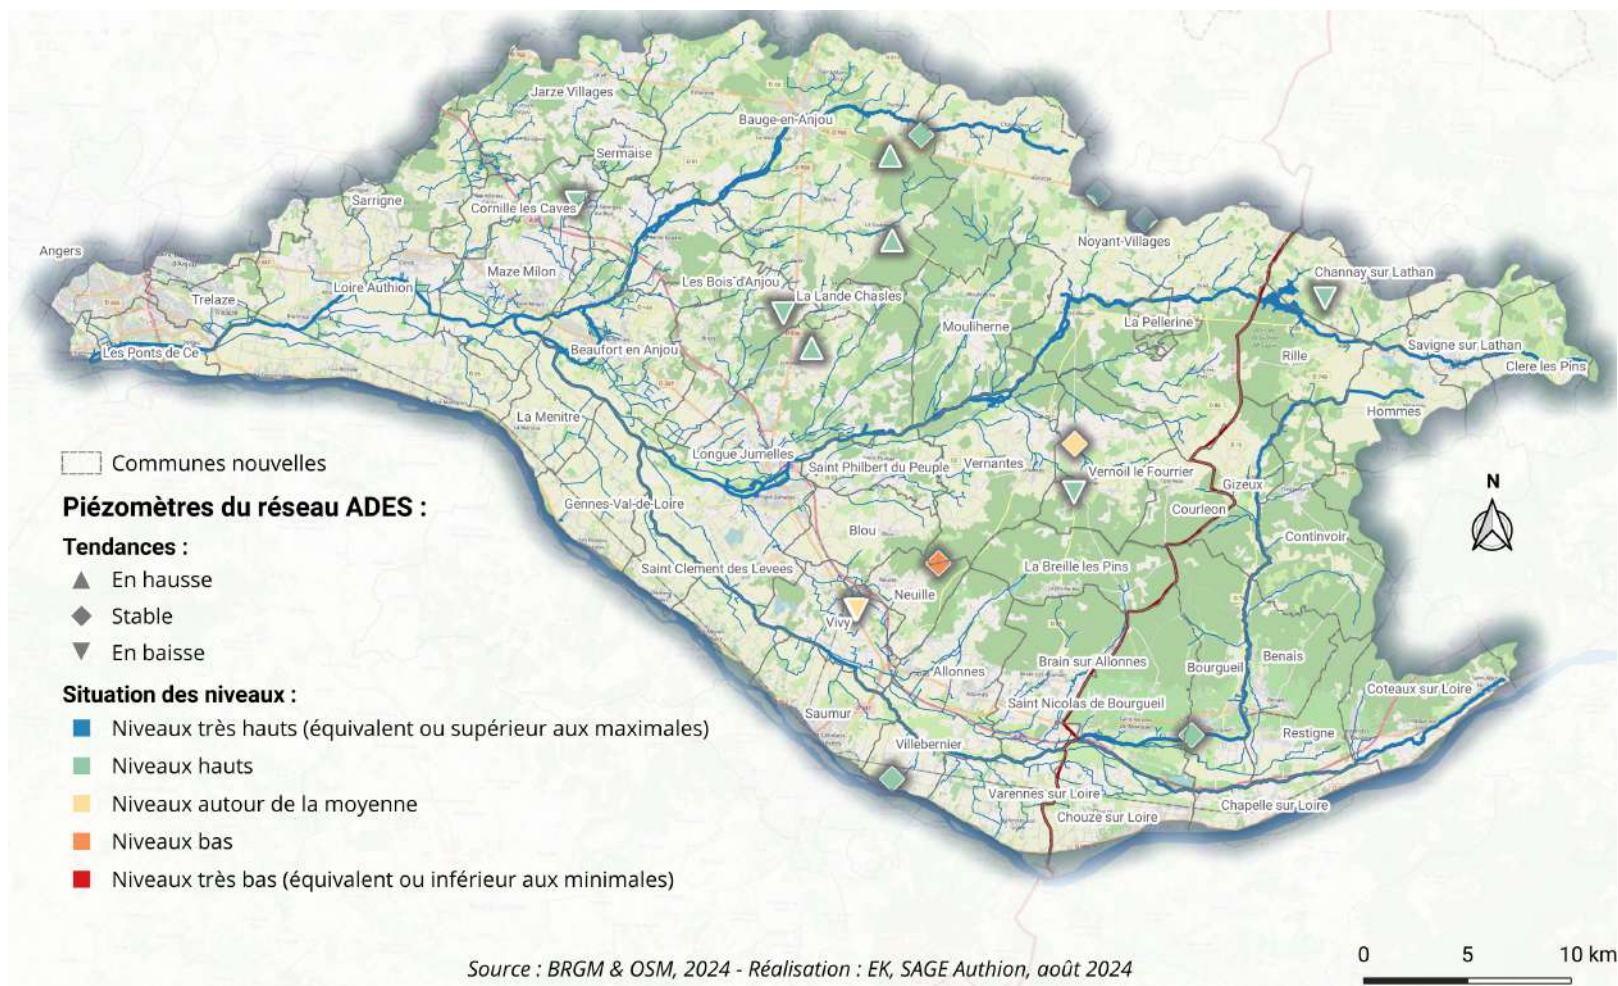 Jarze Villages
Bauge-en-Anjou
Sermaise
Sarrigne
Cornille les Caves
Angers
Noyant-Villages
Maze Milon
Channay sur Lathan
Les Bois d'Anjou
Loire Authion
La Lande Chasles
Trelaze
Trelaze
La Pellerine
Mouliherne
Savigne sur Lathan
Les Ponts de Ce
Beaufort en Anjou
Rille
Clere les Pins
La Menitre
Hommes
Longue Jumelles
Saint Philbert du Peuple
Vernantes
Vernoil le Fourrier
Gizeux
Gennes-Val-de-Loire
Courleon
Blou
Continvoir
Saint Clement des Levees
La Breille les Pins
Neuille
Vivy
Brain sur Allonnes
Benais
Bourgueil
Allonnes
Coteaux sur Loire
Saint Nicolas de Bourgueil
Saumur
Restigne
Villebernier
Varennes sur Loire
Chapelle sur Loire
Chouze sur Loire
Communes nouvelles
Piézomètres du réseau ADES :
Tendances :
En hausse
Stable
En baisse
Situation des niveaux :
Niveaux très hauts (équivalent ou supérieur aux maximales)
Niveaux hauts
Niveaux autour de la moyenne
Niveaux bas
Niveaux très bas (équivalent ou inférieur aux minimales)
N
0 5 10 km
Source : BRGM & OSM, 2024 - Réalisation : EK, SAGE Authion, août 2024